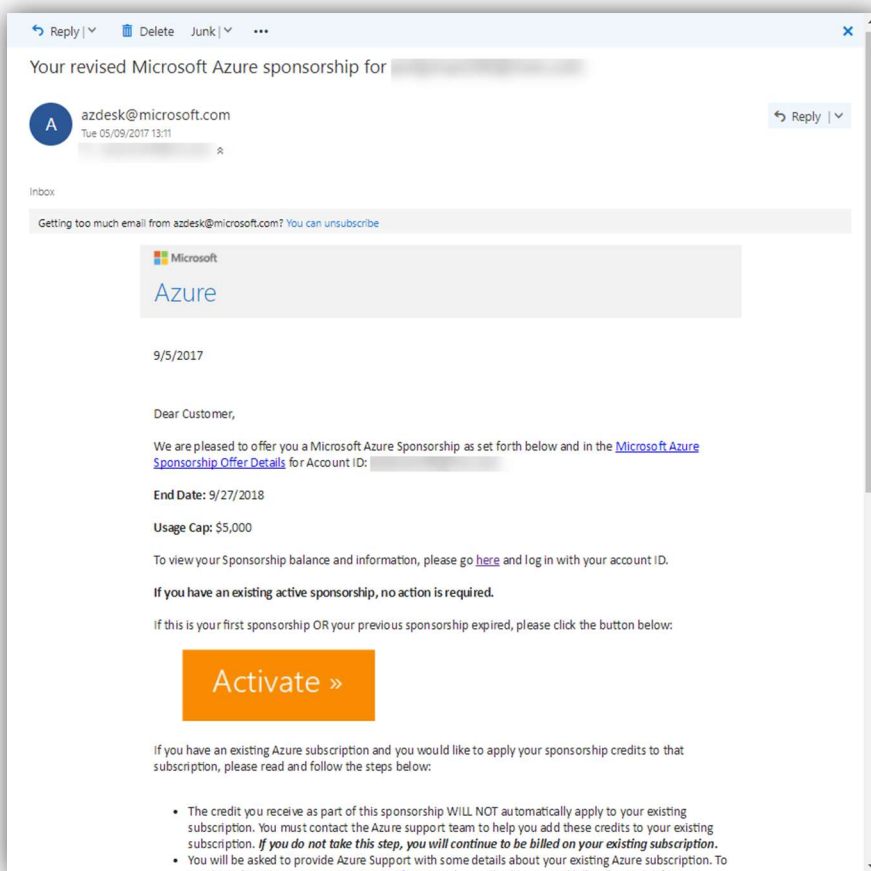 Reply | Delete Junk | ...
Your revised Microsoft Azure sponsorship for
A
azdesk@microsoft.com
Reply |
Tue 05/09/2017 13:11
Inbox
Getting too much email from azdesk@microsoft.com? You can unsubscribe
Microsoft
Azure
9/5/2017
Dear Customer,
We are pleased to offer you a Microsoft Azure Sponsorship as set forth below and in the Microsoft Azure
Sponsorship Offer Details for Account ID:
End Date: 9/27/2018
Usage Cap: $5,000
To view your Sponsorship balance and information, please go here and log in with your account ID.
If you have an existing active sponsorship, no action is required.
If this is your first sponsorship OR your previous sponsorship expired, please click the button below:
Activate »
If you have an existing Azure subscription and you would like to apply your sponsorship credits to that
subscription, please read and follow the steps below:
• The credit you receive as part of this sponsorship WILL NOT automatically apply to your existing
subscription. You must contact the Azure support team to help you add these credits to your existing
subscription. If you do not take this step, you will continue to be billed on your existing subscription.
• You will be asked to provide Azure Support with some details about your existing Azure subscription. To